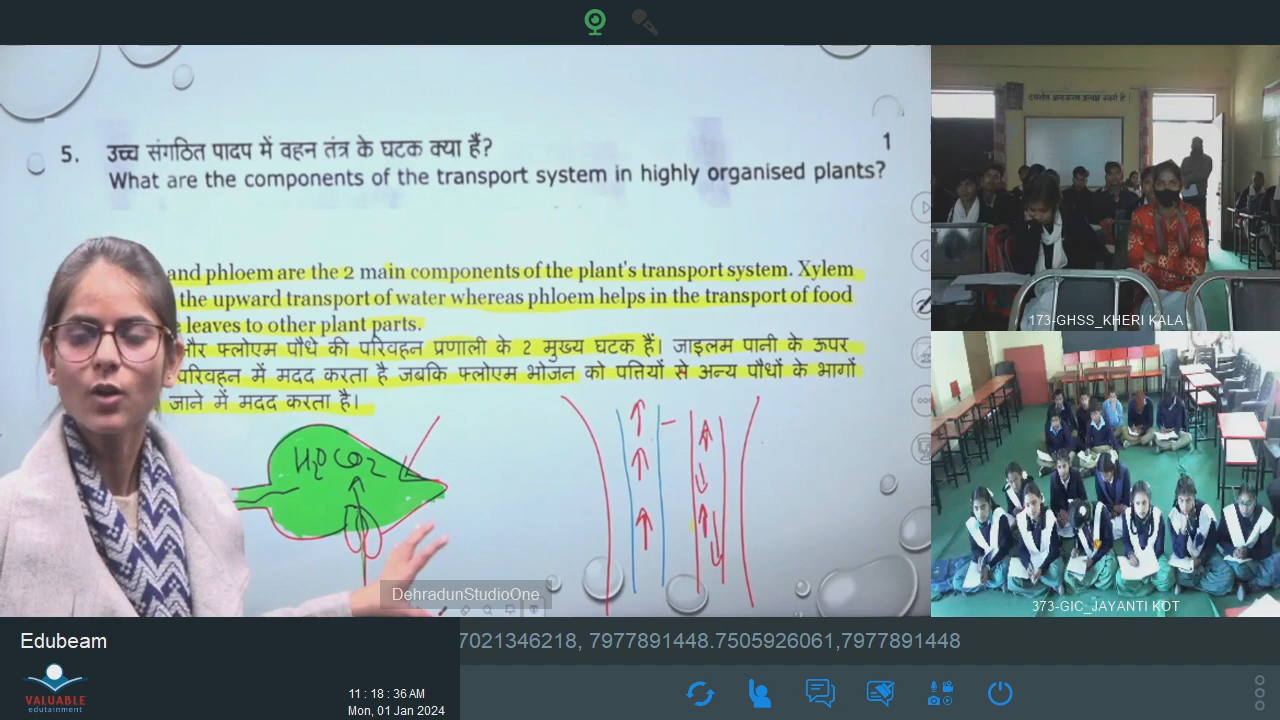 5. उच्च संगठित पादप में वहन तंत्र के घटक क्या हैं? 1
What are the components of the transport system in highly organised plants?
and phloem are the 2 main components of the plant's transport system. Xylem
the upward transport of water whereas phloem helps in the transport of food
leaves to other plant parts.
फ्लोएम पौधे की परिवहन प्रणाली के 2 मुख्य घटक हैं। जाइलम पानी के ऊपर
परिवहन में मदद करता है जबकि फ्लोएम भोजन को पत्तियों से अन्य पौधों के भागों
जाने में मदद करता है।
H2O CO2
DehradunStudioOne
173-GHSS_KHERI KALA
373-GIC_JAYANTI KOT
Edubeam
7021346218, 7977891448.7505926061,7977891448
VALUABLE
edutainment
11 : 18 : 36 AM
Mon, 01 Jan 2024